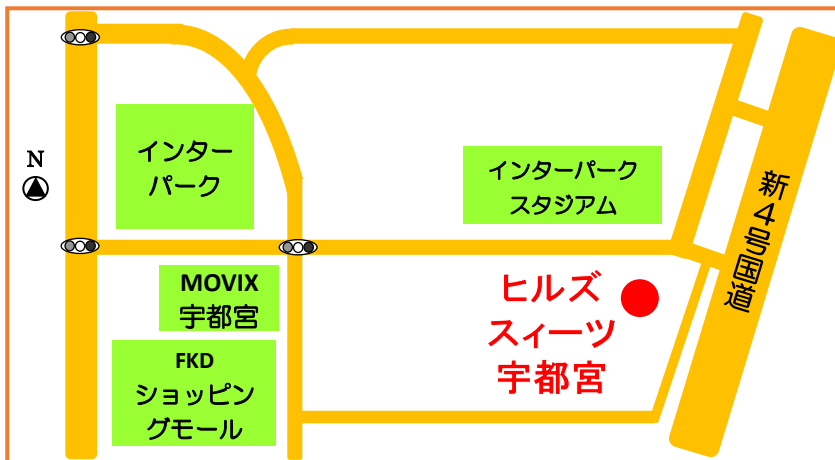 N
インター
パーク
インターパーク
スタジアム
新4号国道
MOVIX
宇都宮
ヒルズ
スィーツ
宇都宮
FKD
ショッピン
グモール